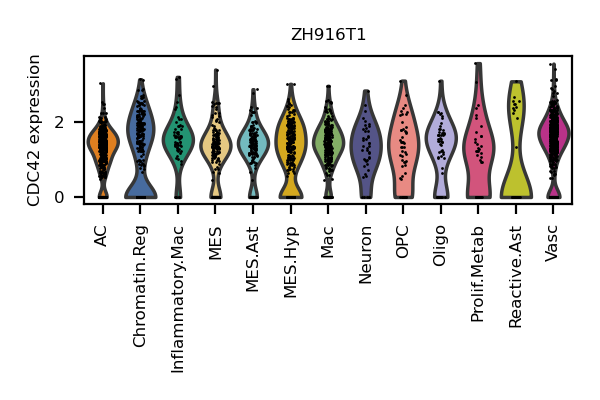 ZH916T1
CDC42 expression
2
0
AC
Chromatin.Reg
Inflammatory.Mac
MES
MES.Ast
MES.Hyp
Mac
Neuron
OPC
Oligo
Prolif.Metab
Reactive.Ast
Vasc